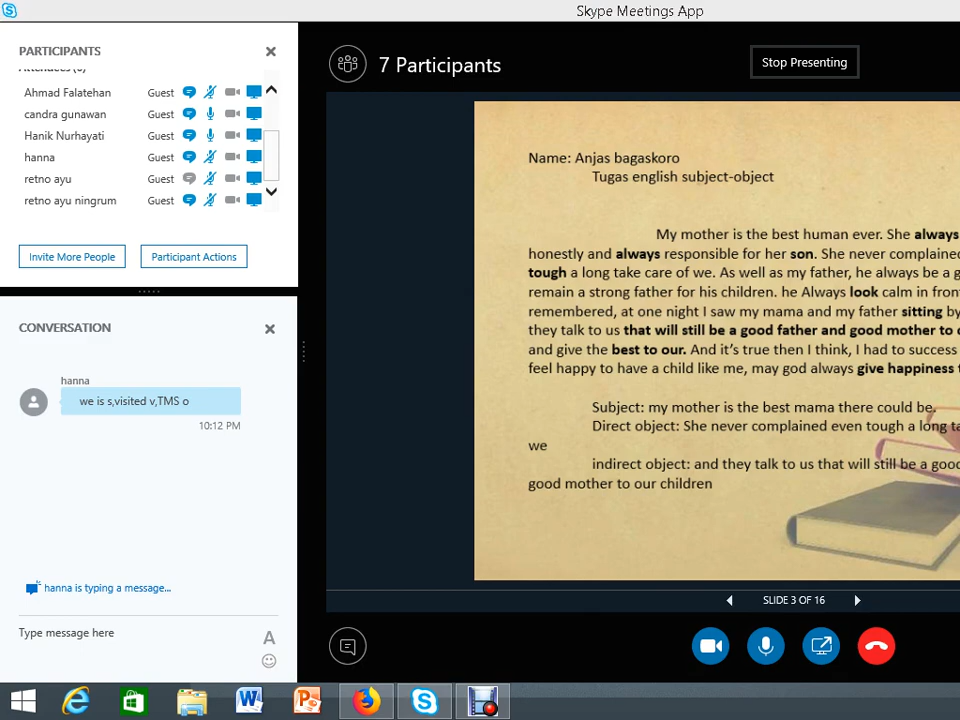 Skype Meetings App
PARTICIPANTS
Attendees (6)
Ahmad Falatehan Guest
candra gunawan Guest
Hanik Nurhayati Guest
hanna Guest
retno ayu Guest
retno ayu ningrum Guest
Invite More People Participant Actions
CONVERSATION
hanna
we is s,visited v,TMS o
10:12 PM
hanna is typing a message...
Type message here
A
7 Participants
Stop Presenting
Name: Anjas bagaskoro
Tugas english subject-object
My mother is the best human ever. She always
honestly and always responsible for her son. She never complained
tough a long take care of we. As well as my father, he always be a g
remain a strong father for his children. he Always look calm in fron
remembered, at one night I saw my mama and my father sitting by
they talk to us that will still be a good father and good mother to o
and give the best to our. And it's true then I think, I had to success
feel happy to have a child like me, may god always give happiness t
Subject: my mother is the best mama there could be.
Direct object: She never complained even tough a long ta
we
indirect object: and they talk to us that will still be a good
good mother to our children
SLIDE 3 OF 16